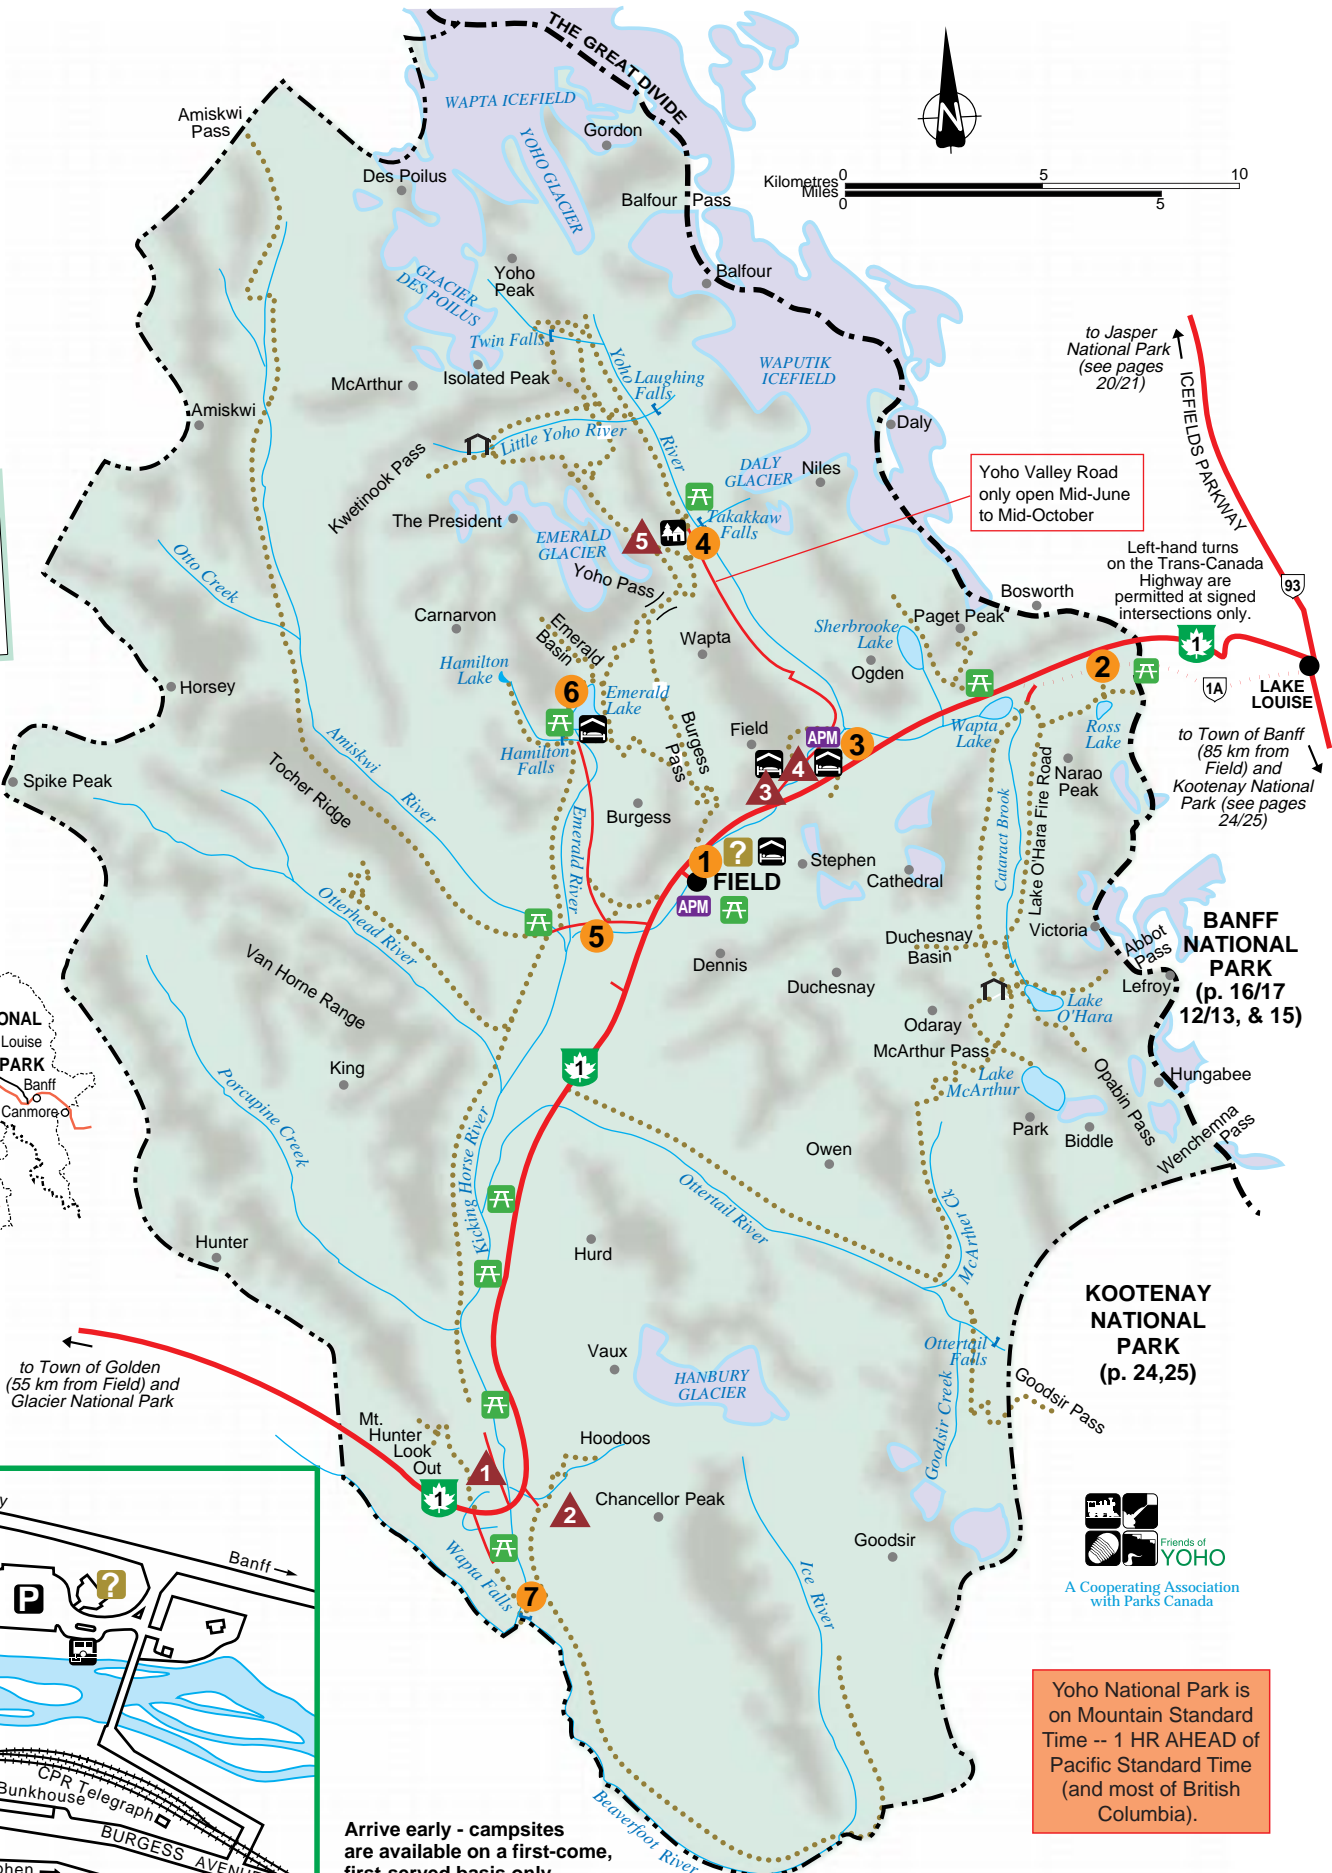 THE GREAT DIVIDE
WAPTA ICEFIELD
Amiskwi
Pass
Gordon
YOHO GLACIER
N
Des Poilus
Kilometres
0
5
10
Miles
0
5
Balfour Pass
Yoho
Peak
GLACIER
DES POILUS
Balfour
Twin Falls
Yoho
River
Laughing
Falls
WAPUTIK
ICEFIELD
to Jasper
National Park
(see pages
20/21)
ICEFIELDS PARKWAY
Isolated Peak
McArthur
Amiskwi
Daly
Little Yoho River
Kwetinook Pass
DALY
GLACIER
Niles
Yoho Valley Road
only open Mid-June
to Mid-October
The President
EMERALD
GLACIER
5
4
Takakkaw
Falls
Left-hand turns
on the Trans-Canada
Highway are
permitted at signed
intersections only.
93
Otto Creek
Yoho Pass
Bosworth
Carnarvon
Emerald
Basin
Wapta
Sherbrooke
Lake
Paget Peak
1
Ogden
2
1A
LAKE
LOUISE
Hamilton
Lake
6
Emerald
Lake
Horsey
Burgess
Pass
Field
APM
3
Wapta
Lake
Ross
Lake
to Town of Banff
(85 km from
Field) and
Kootenay National
Park (see pages
24/25)
Hamilton
Falls
4
3
Narao
Peak
Amiskwi
River
Spike Peak
Tocher Ridge
Emerald River
Burgess
Cataract Brook
Lake O'Hara Fire Road
1
?
FIELD
APM
Stephen
Cathedral
Otterhead River
5
Duchesnay
Basin
Victoria
Abbot
Pass
BANFF
NATIONAL
PARK
(p. 16/17
12/13, & 15)
Van Horne Range
Dennis
Duchesnay
Lefroy
Lake
O'Hara
Odaray
ONAL
Louise
PARK
Banff
Canmore
1
McArthur Pass
Lake
McArthur
Opabin Pass
Hungabee
King
Porcupine Creek
Park
Biddle
Wenchemna
Pass
Kicking Horse River
Owen
Ottertail River
McArther Ck
Hunter
Hurd
KOOTENAY
NATIONAL
PARK
(p. 24,25)
to Town of Golden
(55 km from Field) and
Glacier National Park
Vaux
HANBURY
GLACIER
Ottertail
Falls
Goodsir Creek
Goodsir Pass
Mt.
Hunter
Look
Out
Hoodoos
1
1
2
Chancellor Peak
Goodsir
Ice River
Wapta Falls
7
Friends of
YOHO
A Cooperating Association
with Parks Canada
y
Banff
P
?
CPR Telegraph
Bunkhouse
BURGESS AVENUE
phen
Beaverfoot River
Yoho National Park is
on Mountain Standard
Time -- 1 HR AHEAD of
Pacific Standard Time
(and most of British
Columbia).
Arrive early - campsites
are available on a first-come,
first-served basis only